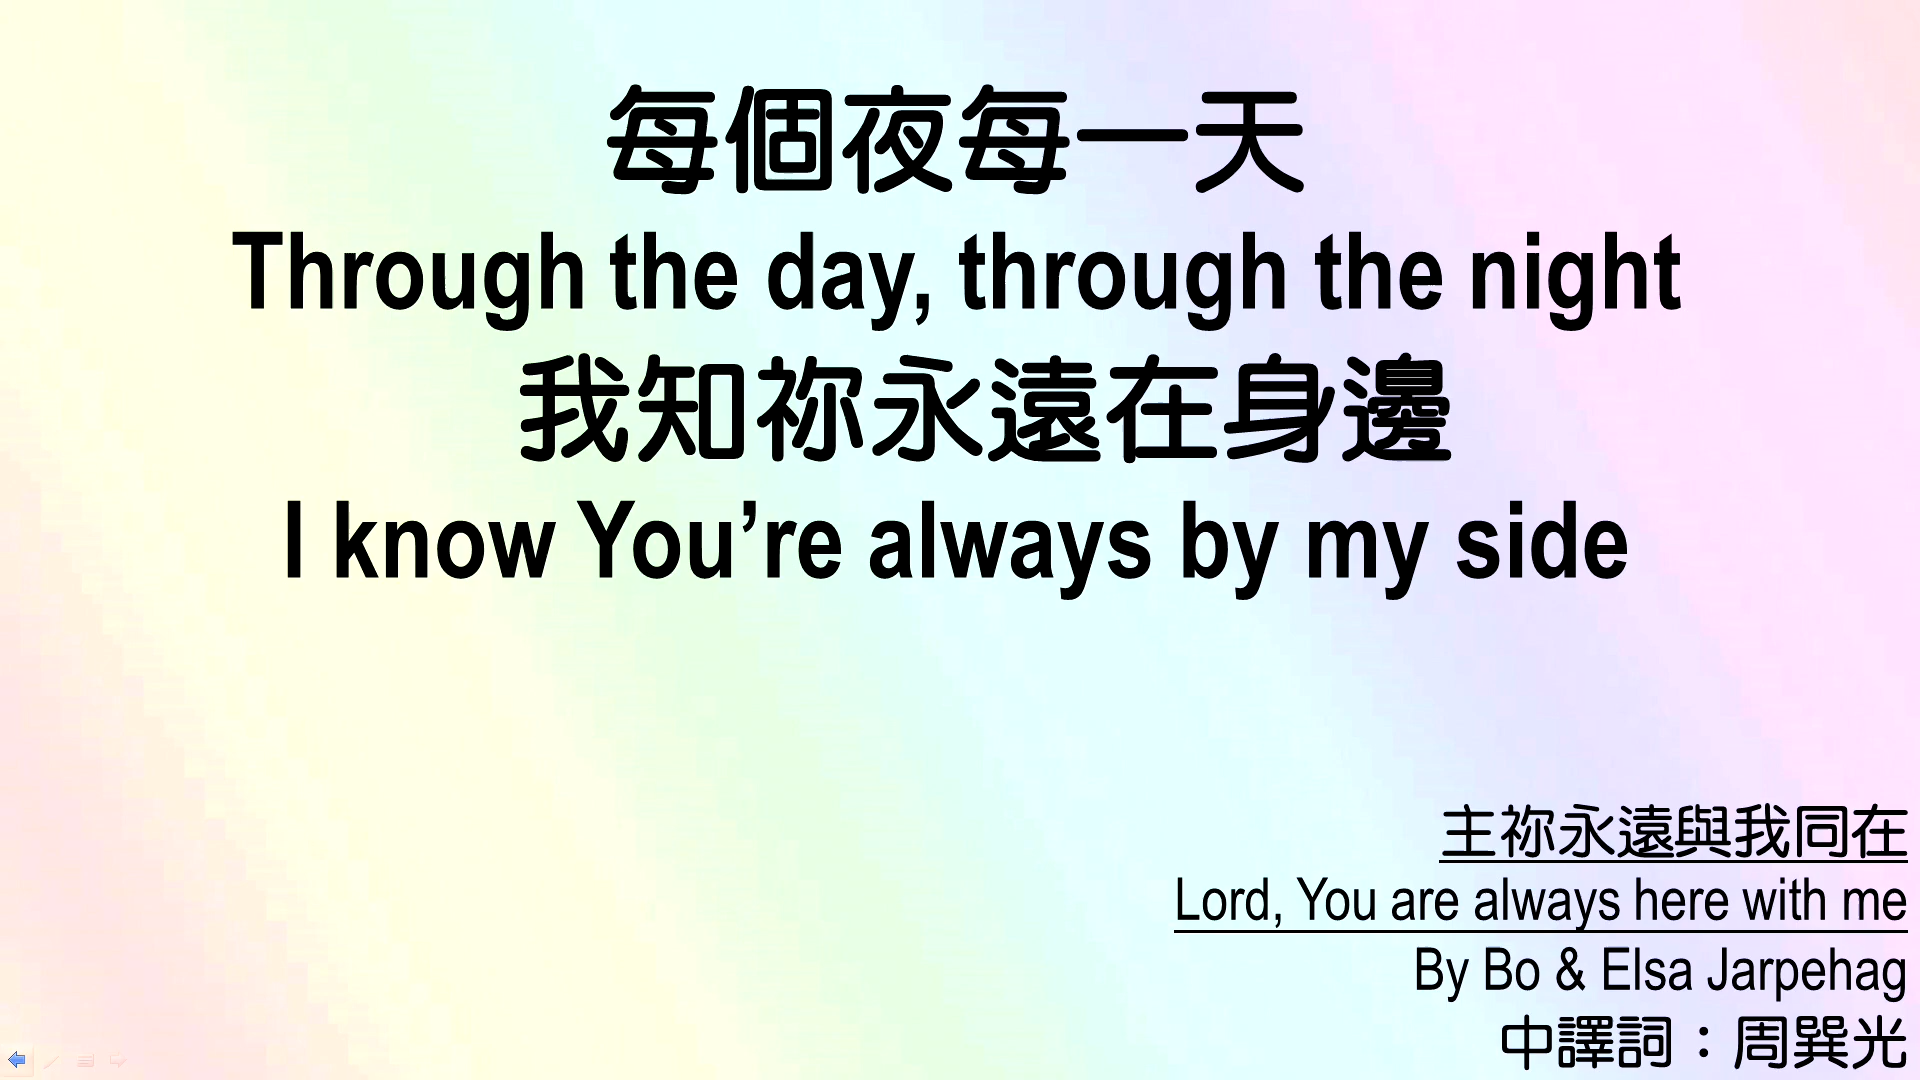 每個夜每一天
Through the day, through the night
我知祢永遠在身邊
I know You’re always by my side
主祢永遠與我同在
Lord, You are always here with me
By Bo & Elsa Jarpehag
中譯詞：周巽光